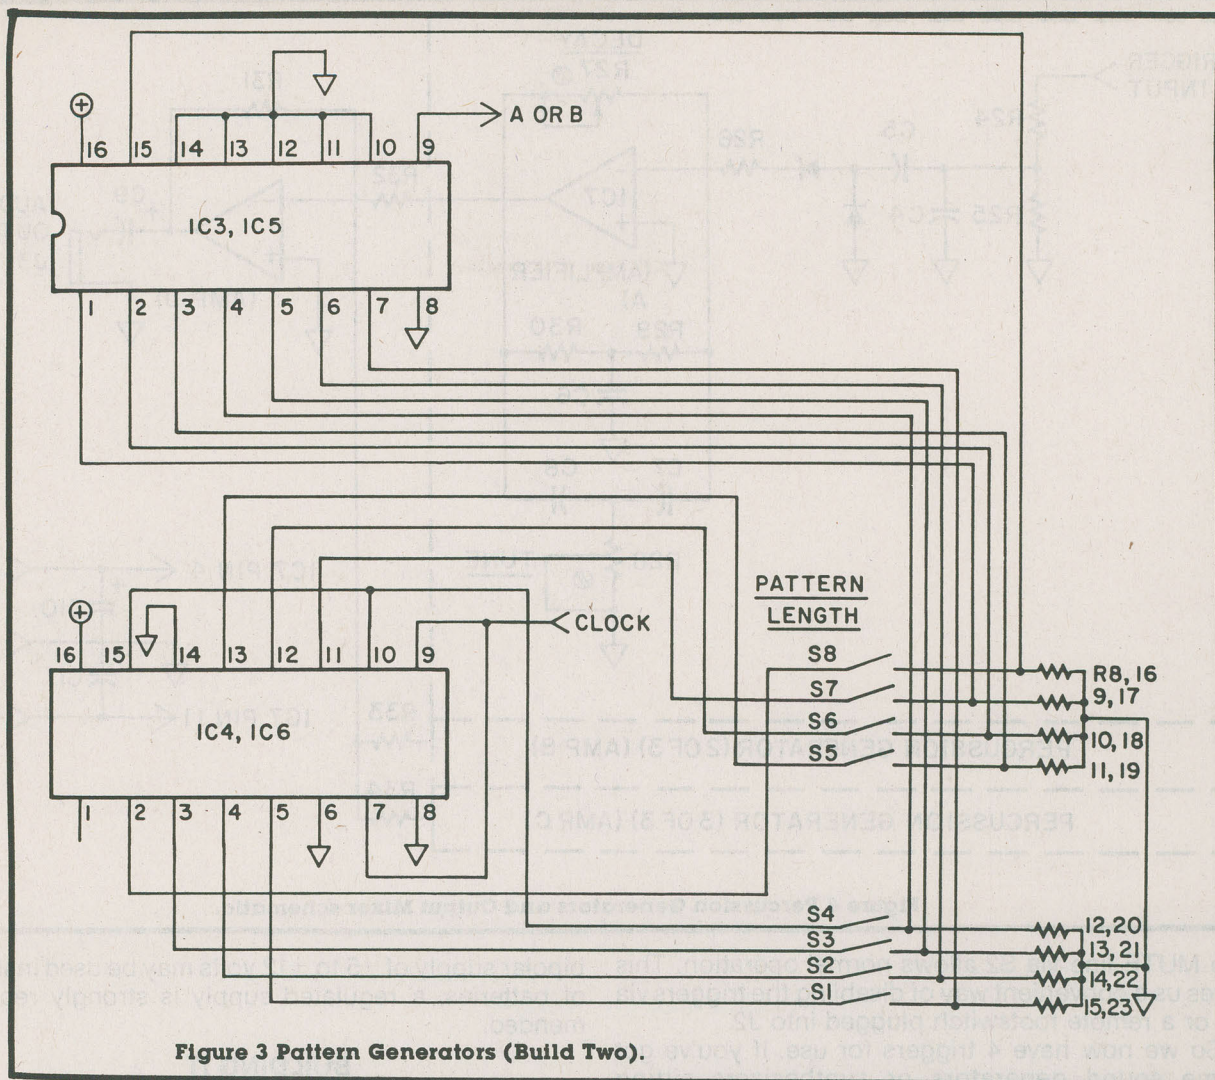 A OR B
16 15 14 13 12 11 10 9
IC3, IC5
1 2 3 4 5 6 7 8
PATTERN
LENGTH
CLOCK
16 15 14 13 12 11 10 9
IC4, IC6
1 2 3 4 5 6 7 8
S8
R8, 16
S7
9, 17
S6
10, 18
S5
11, 19
S4
12,20
S3
13, 21
S2
14,22
S1
15,23
Figure 3 Pattern Generators (Build Two).